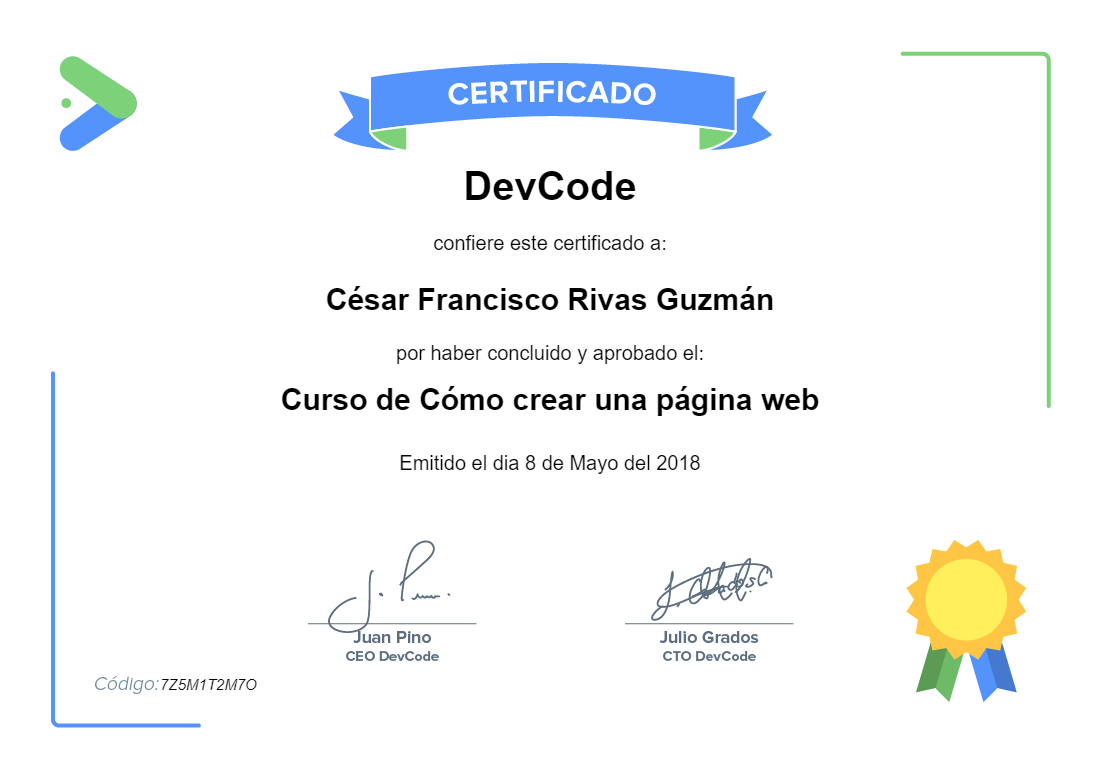 CERTIFICADO
DevCode
confiere este certificado a:
César Francisco Rivas Guzmán
por haber concluido y aprobado el:
Curso de Cómo crear una página web
Emitido el dia 8 de Mayo del 2018
Juan Pino
CEO DevCode
Julio Grados
CTO DevCode
Código: 7Z5M1T2M7O